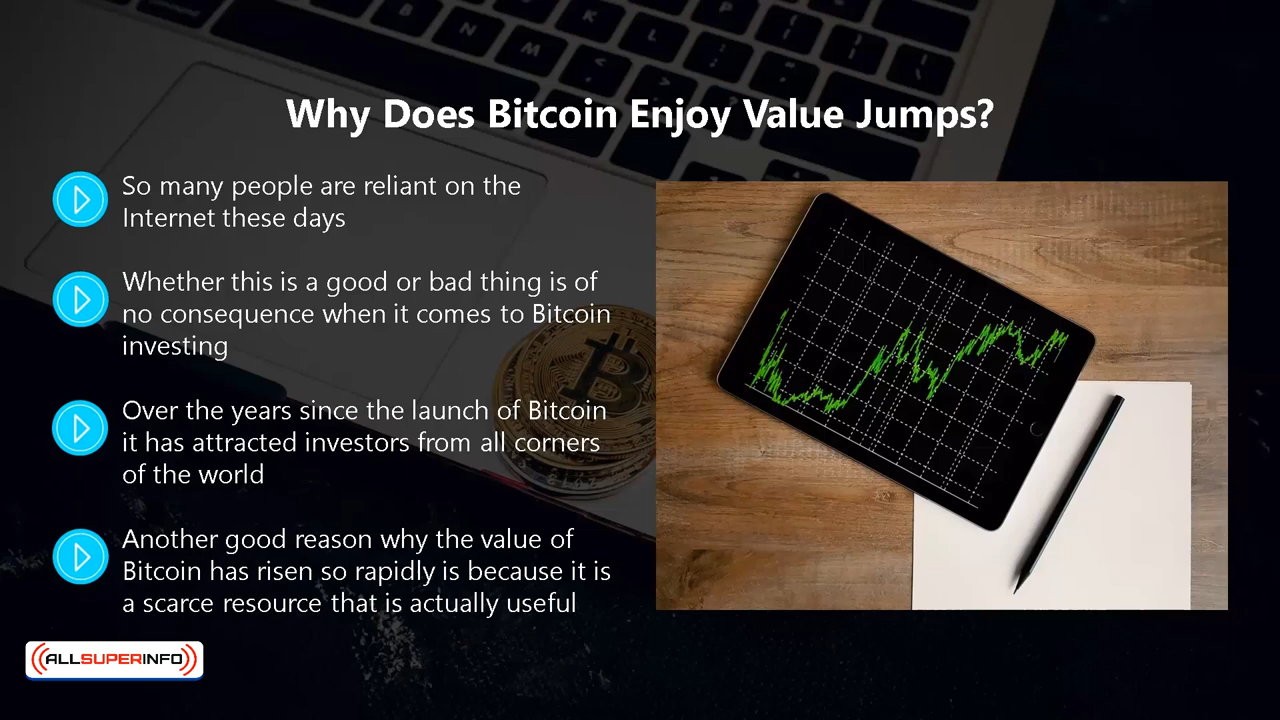 Why Does Bitcoin Enjoy Value Jumps?
So many people are reliant on the
Internet these days
Whether this is a good or bad thing is of
no consequence when it comes to Bitcoin
investing
Over the years since the launch of Bitcoin
it has attracted investors from all corners
of the world
Another good reason why the value of
Bitcoin has risen so rapidly is because it is
a scarce resource that is actually useful
ALLSUPERINFO